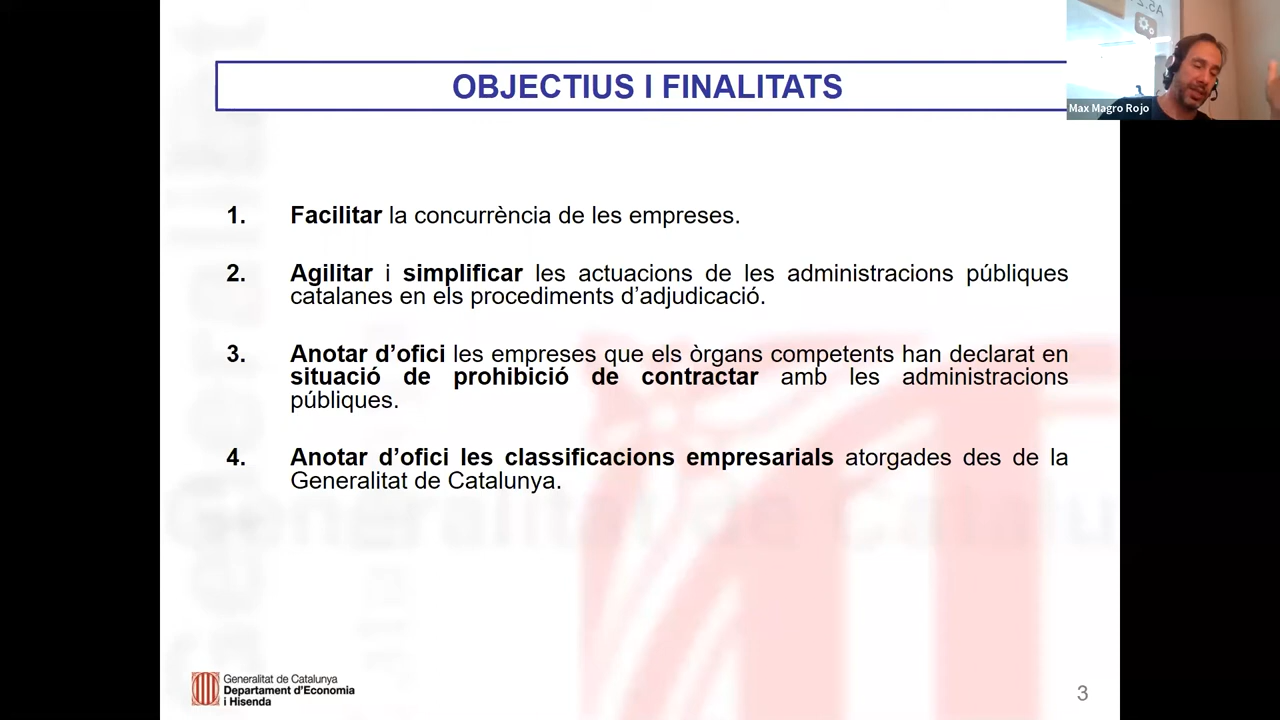 OBJECTIUS I FINALITATS
Max Magro Rojo
1. Facilitar la concurrència de les empreses.
2. Agilitar i simplificar les actuacions de les administracions públiques
catalanes en els procediments d’adjudicació.
3. Anotar d’ofici les empreses que els òrgans competents han declarat en
situació de prohibició de contractar amb les administracions
públiques.
4. Anotar d’ofici les classificacions empresarials atorgades des de la
Generalitat de Catalunya.
Generalitat de Catalunya
Departament d’Economia
i Hisenda
3